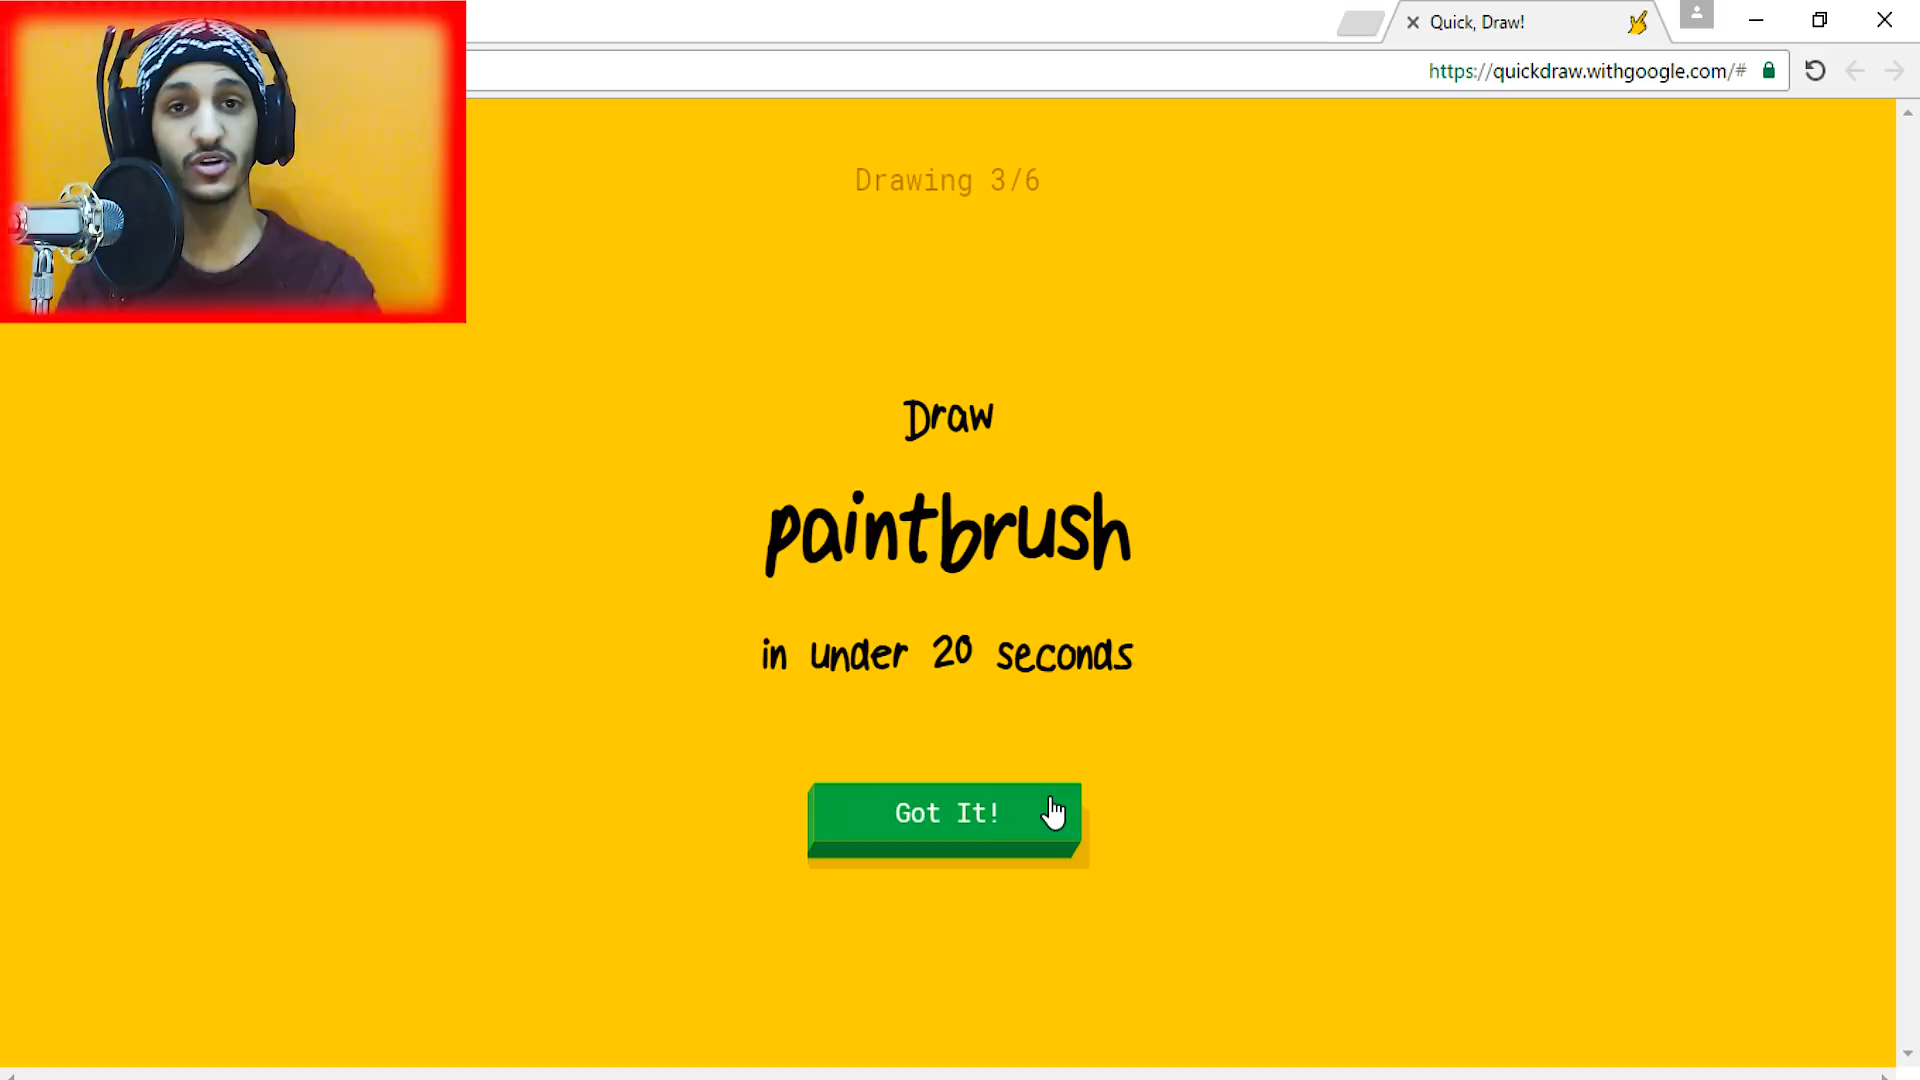 Quick, Draw!
https://quickdraw.withgoogle.com/#
Drawing 3/6
Draw
paintbrush
in under 20 seconds
Got It!